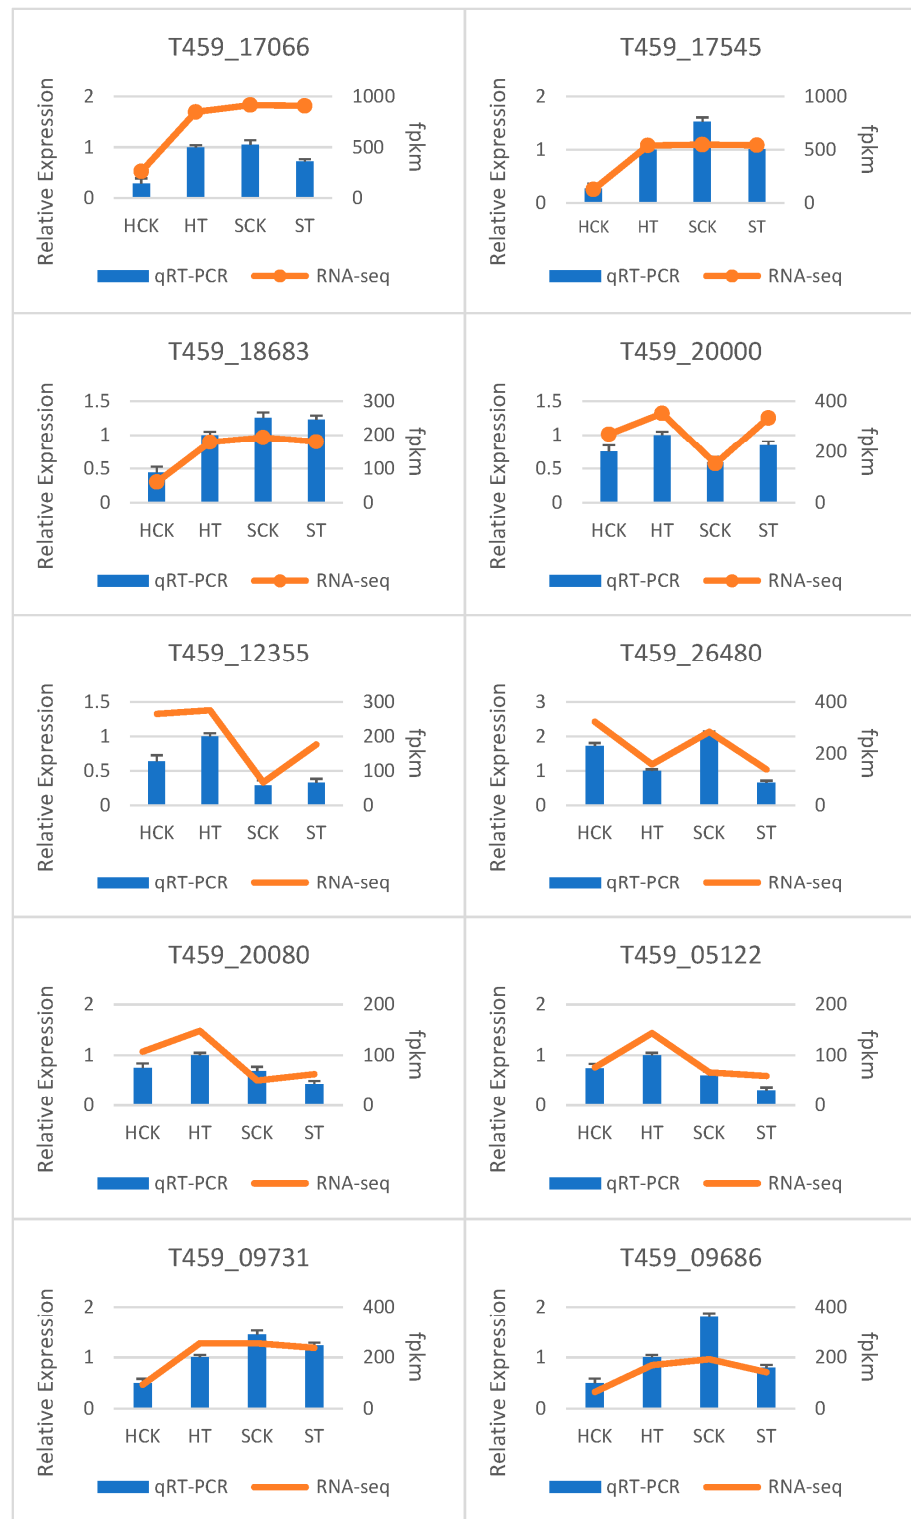 T459_17066
Relative Expression
2
1
0
1000
500
0
fpkm
HCK HT SCK ST
qRT-PCR RNA-seq
T459_17545
Relative Expression
2
1
0
1000
500
0
fpkm
HCK HT SCK ST
qRT-PCR RNA-seq
T459_18683
Relative Expression
1.5
1
0.5
0
300
200
100
0
fpkm
HCK HT SCK ST
qRT-PCR RNA-seq
T459_20000
Relative Expression
1.5
1
0.5
0
400
200
0
fpkm
HCK HT SCK ST
qRT-PCR RNA-seq
T459_12355
Relative Expression
1.5
1
0.5
0
300
200
100
0
fpkm
HCK HT SCK ST
qRT-PCR RNA-seq
T459_26480
Relative Expression
3
2
1
0
400
200
0
fpkm
HCK HT SCK ST
qRT-PCR RNA-seq
T459_20080
Relative Expression
2
1
0
200
100
0
fpkm
HCK HT SCK ST
qRT-PCR RNA-seq
T459_05122
Relative Expression
2
1
0
200
100
0
fpkm
HCK HT SCK ST
qRT-PCR RNA-seq
T459_09731
Relative Expression
2
1
0
400
200
0
fpkm
HCK HT SCK ST
qRT-PCR RNA-seq
T459_09686
Relative Expression
2
1
0
400
200
0
fpkm
HCK HT SCK ST
qRT-PCR RNA-seq